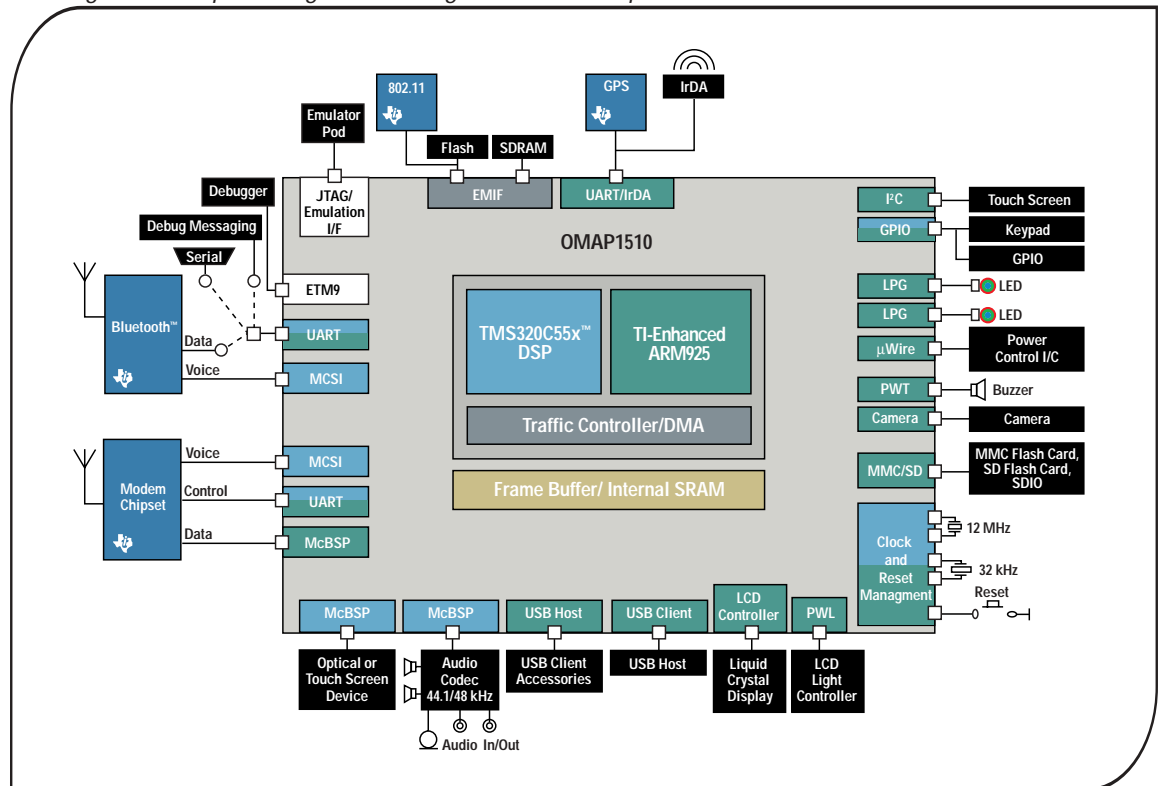 802.11
GPS
IrDA
Emulator
Pod
Flash
SDRAM
Debugger
JTAG/
Emulation
I/F
EMIF
UART/IrDA
I²C
Touch Screen
Debug Messaging
OMAP1510
GPIO
Keypad
Serial
GPIO
ETM9
LPG
LED
Bluetooth™
UART
TMS320C55x™
DSP
TI-Enhanced
ARM925
LPG
LED
Data
µWire
Power
Control I/C
Voice
MCSI
PWT
Buzzer
Traffic Controller/DMA
Camera
Camera
Modem
Chipset
Voice
MCSI
MMC/SD
MMC Flash Card,
SD Flash Card,
SDIO
Control
UART
Frame Buffer/ Internal SRAM
Data
McBSP
Clock
and
Reset
Managment
12 MHz
32 kHz
Reset
McBSP
McBSP
USB Host
USB Client
LCD
Controller
PWL
Optical or
Touch Screen
Device
Audio
Codec
44.1/48 kHz
USB Client
Accessories
USB Host
Liquid
Crystal
Display
LCD
Light
Controller
Audio In/Out